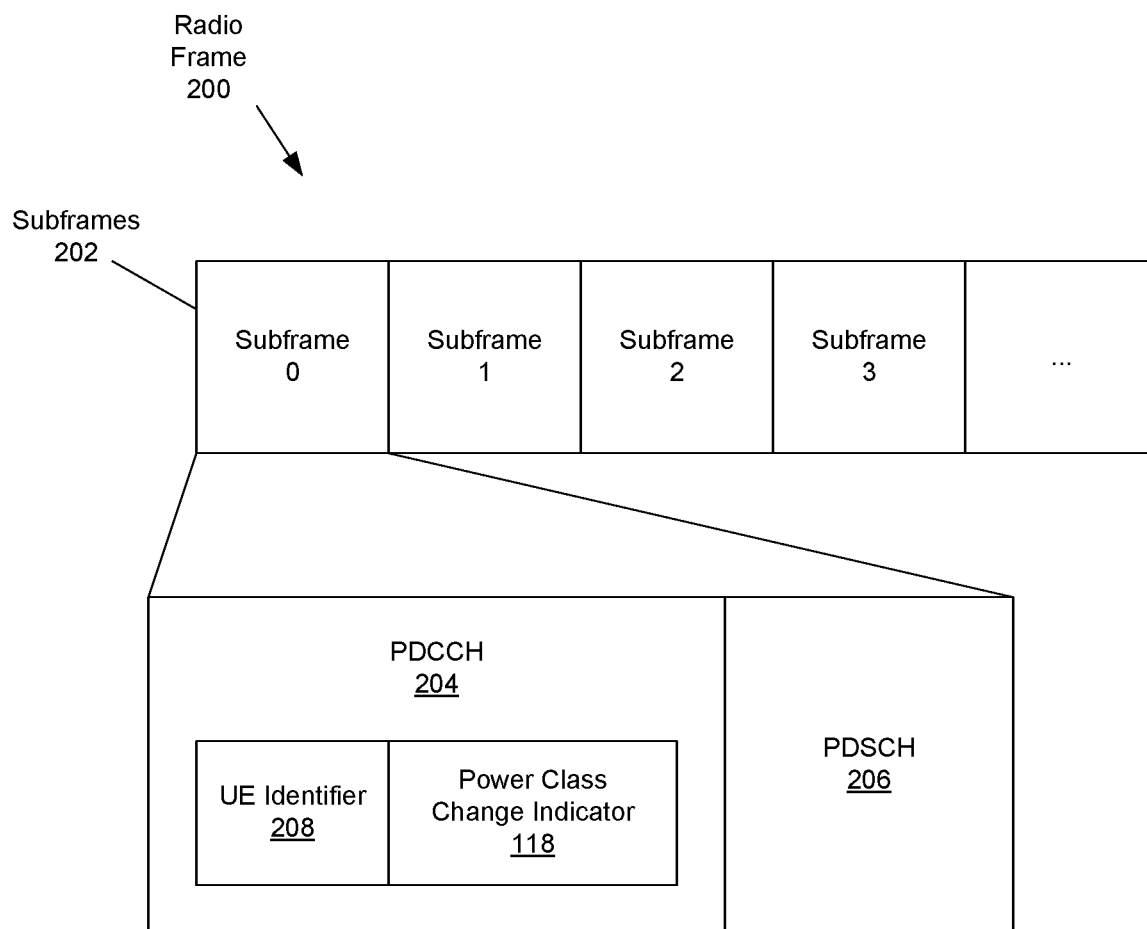 Radio
Frame
200
Subframes
202
Subframe
0
Subframe
1
Subframe
2
Subframe
3
...
PDCCH
204
UE Identifier
208
Power Class
Change Indicator
118
PDSCH
206